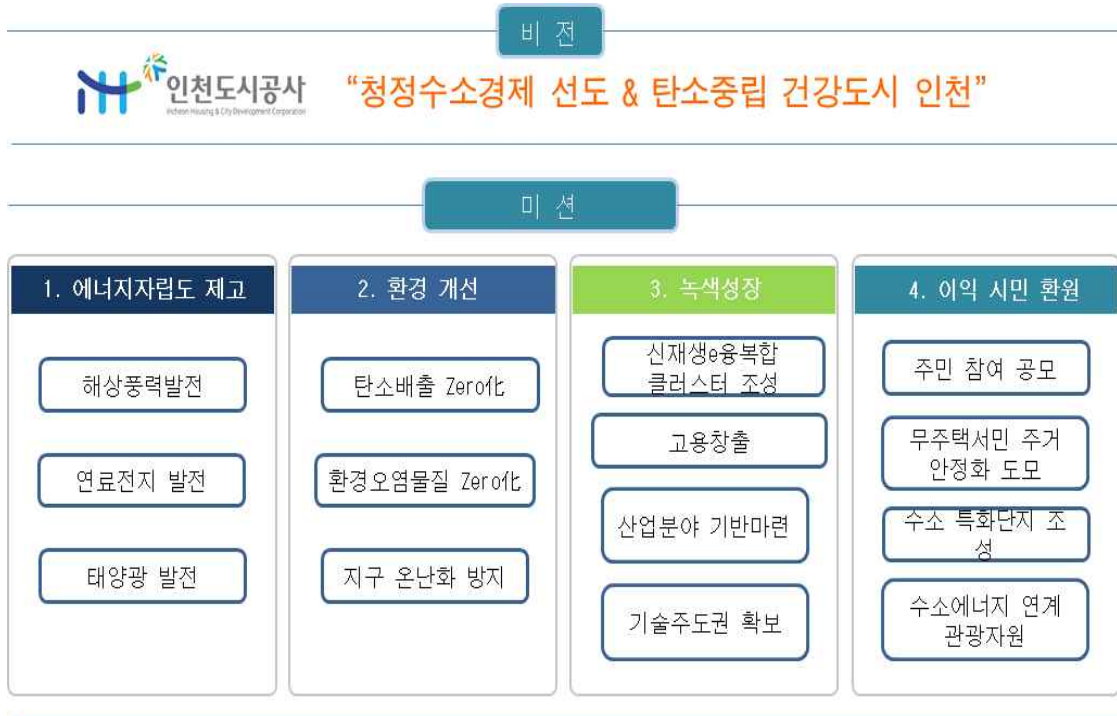 비 전
인천도시공사
Incheon Housing & City Development Corporation
“청정수소경제 선도 & 탄소중립 건강도시 인천”
미 션
1. 에너지자립도 제고
해상풍력발전
연료전지 발전
태양광 발전
2. 환경 개선
탄소배출 Zero化
환경오염물질 Zero化
지구 온난화 방지
3. 녹색성장
신재생e융복합
클러스터 조성
고용창출
산업분야 기반마련
기술주도권 확보
4. 이익 시민 환원
주민 참여 공모
무주택서민 주거
안정화 도모
수소 특화단지 조
성
수소에너지 연계
관광자원